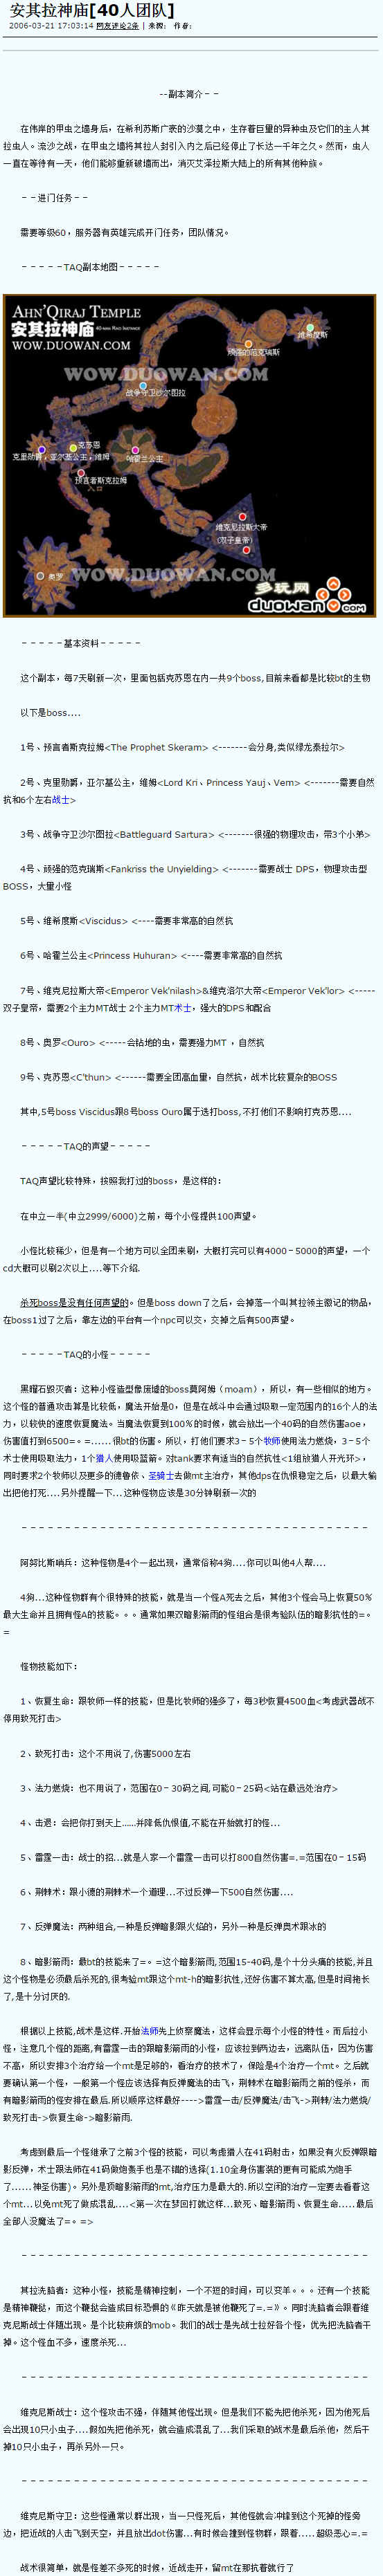 安其拉神庙[40人团队]
2006-03-21 17:03:14 网友评论2条 | 来源： 作者：
--副本简介－－
在伟岸的甲虫之墙身后，在希利苏斯广袤的沙漠之中，生存着巨量的异种虫及它们的主人其
拉虫人。流沙之战，在甲虫之墙将其拉人封引入内之后已经停止了长达一千年之久。然而，虫人
一直在等待有一天，他们能够重新破墙而出，消灭艾泽拉斯大陆上的所有其他种族。
－－进门任务－－
需要等级60，服务器有英雄完成开门任务，团队情况。
－－－－－TAQ副本地图－－－－－
AHN'QIRAJ TEMPLE
安其拉神庙 40 MAN RAID INSTANCE
WWW.DUOWAN.COM
维希度斯
顽强的范克瑞斯
WOW.DUOWAN.COM
战争守卫沙尔图拉
克苏恩
克里勋爵，亚尔基公主，维姆
哈霍兰公主
预言者斯克拉姆
入口
维克尼拉斯大帝
(双子皇帝)
奥罗
WOW.DUOWAN.COM
多玩网
duowan.com
－－－－－基本资料－－－－－
这个副本，每7天刷新一次，里面包括克苏恩在内一共9个boss,目前来看都是比较bt的生物
以下是boss....
1号、预言者斯克拉姆<The Prophet Skeram> <-------会分身,类似绿龙泰拉尔>
2号、克里勋爵，亚尔基公主，维姆<Lord Kri、Princess Yauj、Vem> <-------需要自然
抗和6个左右战士>
3号、战争守卫沙尔图拉<Battleguard Sartura> <-------很强的物理攻击，带3个小弟>
4号、顽强的范克瑞斯<Fankriss the Unyielding> <-------需要战士 DPS，物理攻击型
BOSS，大量小怪
5号、维希度斯<Viscidus> <----需要非常高的自然抗
6号、哈霍兰公主<Princess Huhuran> <----需要非常高的自然抗
7号、维克尼拉斯大帝<Emperor Vek'nilash>&维克洛尔大帝<Emperor Vek'lor> <-----
双子皇帝，需要2个主力MT战士 2个主力MT术士，强大的DPS和配合
8号、奥罗<Ouro> <-----会钻地的虫，需要强力MT ，自然抗
9号、克苏恩<C'thun> <------需要全团高血量，自然抗，战术比较复杂的BOSS
其中,5号boss Viscidus跟8号boss Ouro属于选打boss,不打他们不影响打克苏恩....
－－－－－TAQ的声望－－－－－
TAQ声望比较特殊，按照我打过的boss，是这样的：
在中立一半(中立2999/6000)之前，每个小怪提供100声望。
小怪比较稀少，但是有一个地方可以全团来刷，大概打完可以有4000－5000的声望，一个
cd大概可以刷2次以上....等下介绍.
杀死boss是没有任何声望的。但是boss down了之后，会掉落一个叫其拉领主徽记的物品，
在boss1过了之后，靠左边的平台有一个npc可以交，交掉之后有500声望。
－－－－－TAQ的小怪－－－－－
黑曜石毁灭者：这种小怪造型像废墟的boss莫阿姆（moam），所以，有一些相似的地方。
这个怪的普通攻击算是比较低，魔法开始是0，但是在战斗中会通过吸取一定范围内的16个人的法
力，以较快的速度恢复魔法。当魔法恢复到100%的时候，就会放出一个40码的自然伤害aoe，
伤害值打到6500=。=......很bt的伤害。所以，打他们要求3－5个牧师使用法力燃烧，3－5个
术士使用吸取法力，1个猎人使用吸蓝箭。对tank要求有适当的自然抗性<1组放猎人开光环>，
同时要求2个牧师以及更多的德鲁依、圣骑士去做mt主治疗，其他dps在仇恨稳定之后，以最大输
出把他打死....另外提醒一下...这种怪物应该是30分钟刷新一次的
－－－－－－－－－－－－－－－－－－－－－－－－－－－－－－－－－－－－－－－－
阿努比斯哨兵：这种怪物是4个一起出现，通常俗称4狗....你可以叫他4人帮....
4狗...这种怪物群有个很特殊的技能，就是当一个怪A死去之后，其他3个怪会马上恢复50%
最大生命并且拥有怪A的技能。。。通常如果双暗影箭雨的怪组合是很考验队伍的暗影抗性的=。
=
怪物技能如下：
1、恢复生命：跟牧师一样的技能，但是比牧师的强多了，每3秒恢复4500血<考虑武器战不
停用致死打击>
2、致死打击：这个不用说了,伤害5000左右
3、法力燃烧：也不用说了，范围在0－30码之间,可能0－25码<站在最远处治疗>
4、击退：会把你打到天上......并降低仇恨值,不能在开始就打的怪...
5、雷霆一击：战士的招...就是人家一个雷霆一击可以打800自然伤害=.=范围在0－15码
6、荆棘术：跟小德的荆棘术一个道理...不过反弹一下500自然伤害....
7、反弹魔法：两种组合,一种是反弹暗影跟火焰的，另外一种是反弹奥术跟冰的
8、暗影箭雨：最bt的技能来了=。=这个暗影箭雨,范围15-40码,是个十分头痛的技能,并且
这个怪物是必须最后杀死的,很考验mt跟这个mt-h的暗影抗性,还好伤害不算太高,但是时间拖长
了,是十分讨厌的.
根据以上技能,战术是这样.开始法师先上侦察魔法，这样会显示每个小怪的特性。而后拉小
怪，注意几个怪的距离,有雷霆一击的跟暗影箭雨的小怪，应该拉到两边去，远离队伍，因为伤害
不高，所以安排3个治疗给一个mt是足够的，看治疗的技术了，保险是4个治疗一个mt。之后就
要确认第一个怪，一般第一个怪应该选择有反弹魔法的击飞，荆棘术在暗影箭雨之前的怪杀，而
有暗影箭雨的怪安排在最后.所以顺序这样最好---->雷霆一击/反弹魔法/击飞->荆棘/法力燃烧/
致死打击->恢复生命->暗影箭雨.
考虑到最后一个怪继承了之前3个怪的技能，可以考虑猎人在41码射击，如果没有火反弹跟暗
影反弹，术士跟法师在41码做炮轰手也是不错的选择(1.10全身伤害装的更有可能成为炮手
了......神圣伤害)。另外是顶暗影箭雨的mt,治疗压力是最大的.所以空闲的治疗一定要去看着这
个mt...以免mt死了做成混乱....<第一次在梦回打就这样...致死、暗影箭雨、恢复生命.....最后
全部人没魔法了=。=>
－－－－－－－－－－－－－－－－－－－－－－－－－－－－－－－－－－－－－－－－
其拉洗脑者：这种小怪，技能是精神控制，一个不短的时间，可以变羊。。。还有一个技能
是精神鞭挞，而这个鞭挞会造成目标恐惧的《昨天就是被他鞭死了=.=》。同时洗脑者会跟着维
克尼斯战士伴随出现。是个比较麻烦的mob。我们的战士是先战士拉好各个怪，优先把洗脑者干
掉。这个怪血不多，速度杀死...
－－－－－－－－－－－－－－－－－－－－－－－－－－－－－－－－－－－－－－－－
维克尼斯战士：这个怪攻击不强，伴随其他怪出现。但是我们不能先把他杀死，因为他死后
会出现10只小虫子....假如先把他杀死，就会造成混乱了...我们采取的战术是最后杀他，然后干
掉10只小虫子，再杀另外一只。
－－－－－－－－－－－－－－－－－－－－－－－－－－－－－－－－－－－－－－－－
维克尼斯守卫：这些怪通常以群出现，当一只怪死后，其他怪就会冲锋到这个死掉的怪旁
边，把近战的人击飞到天空，并且放出dot伤害...有时候会撞到怪物群，跟着.....超级恶心=.=
战术很简单，就是怪差不多死的时候，近战走开，留mt在那抗着就行了